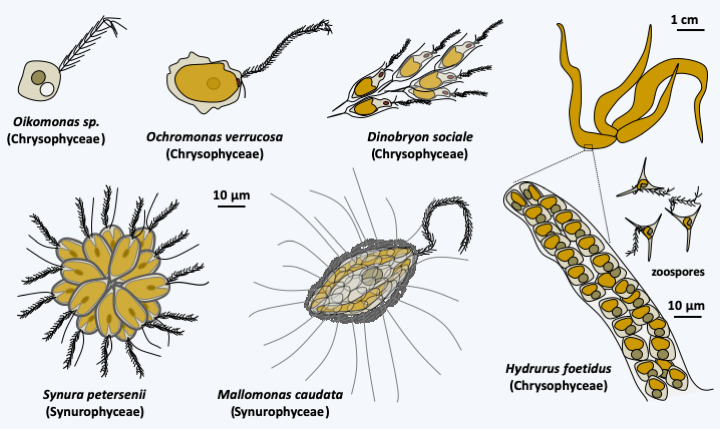 1 cm
Oikomonas sp.
(Chrysophyceae)
Ochromonas verrucosa
(Chrysophyceae)
Dinobryon sociale
(Chrysophyceae)
10 μm
zoospores
10 μm
Synura petersenii
(Synurophyceae)
Mallomonas caudata
(Synurophyceae)
Hydrurus foetidus
(Chrysophyceae)